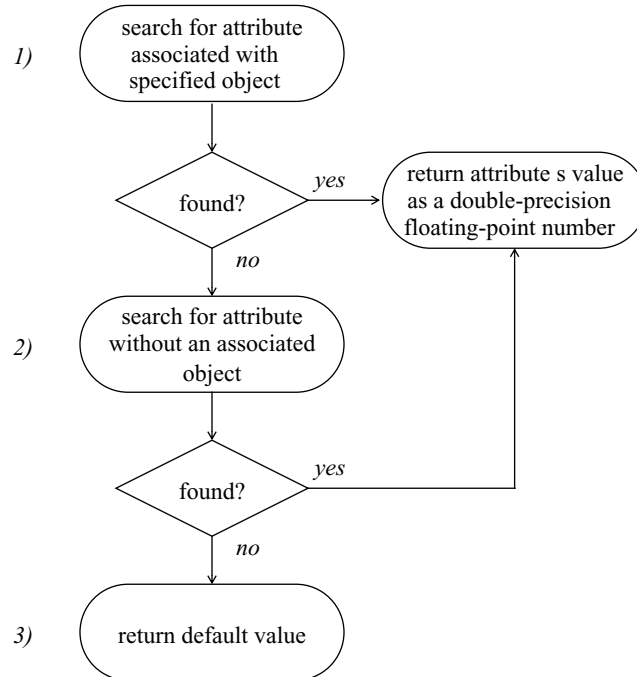 1)
search for attribute
associated with
specified object
found?
yes
return attribute s value
as a double-precision
floating-point number
no
2)
search for attribute
without an associated
object
found?
yes
no
3)
return default value